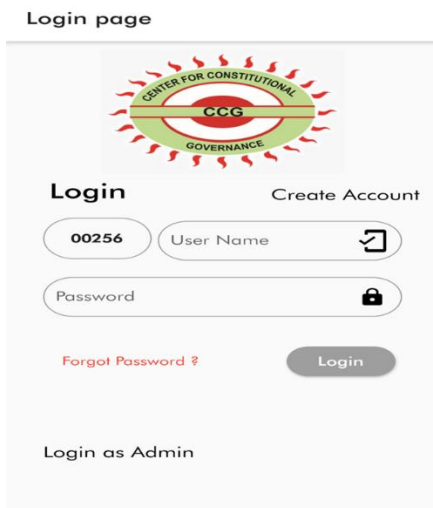 Login page
CENTER FOR CONSTITUTIONAL
CCG
GOVERNANCE
Login
Create Account
00256
User Name
Password
Forgot Password ?
Login
Login as Admin